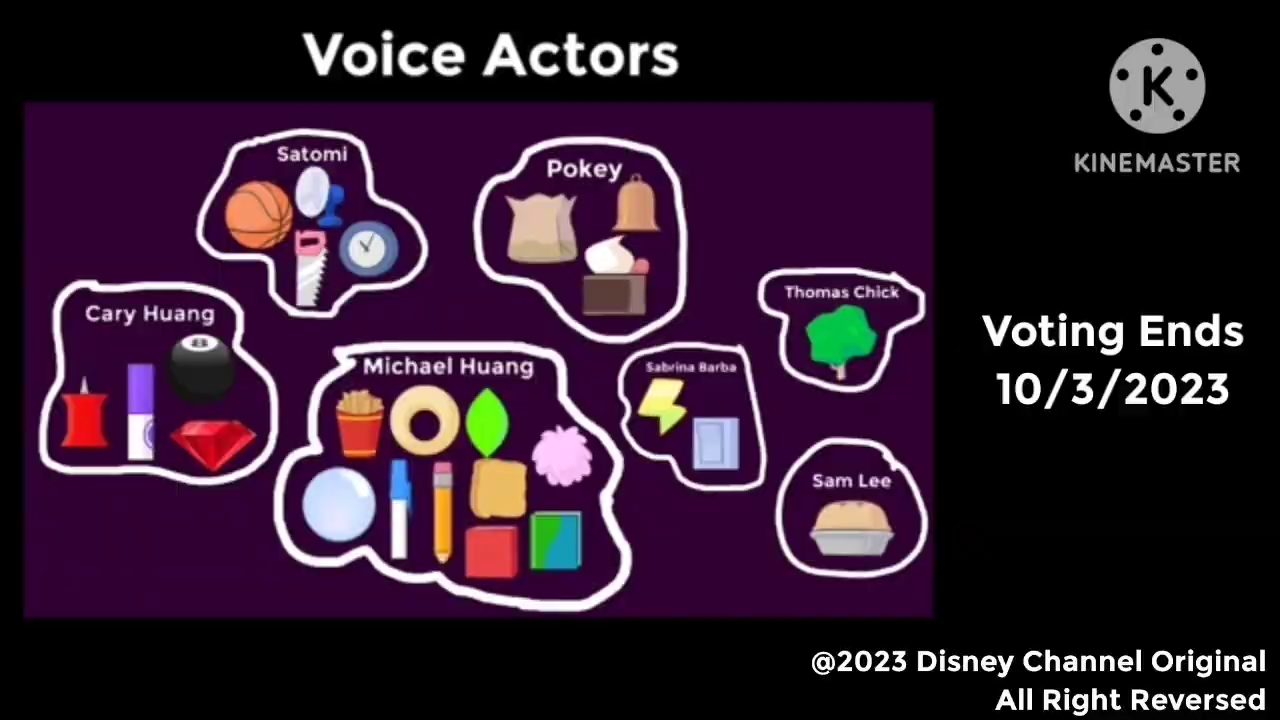 Voice Actors
K
KINEMASTER
Satomi
Pokey
Thomas Chick
Cary Huang
8
Michael Huang
Sabrina Barba
Sam Lee
Voting Ends
10/3/2023
@2023 Disney Channel Original
All Right Reversed